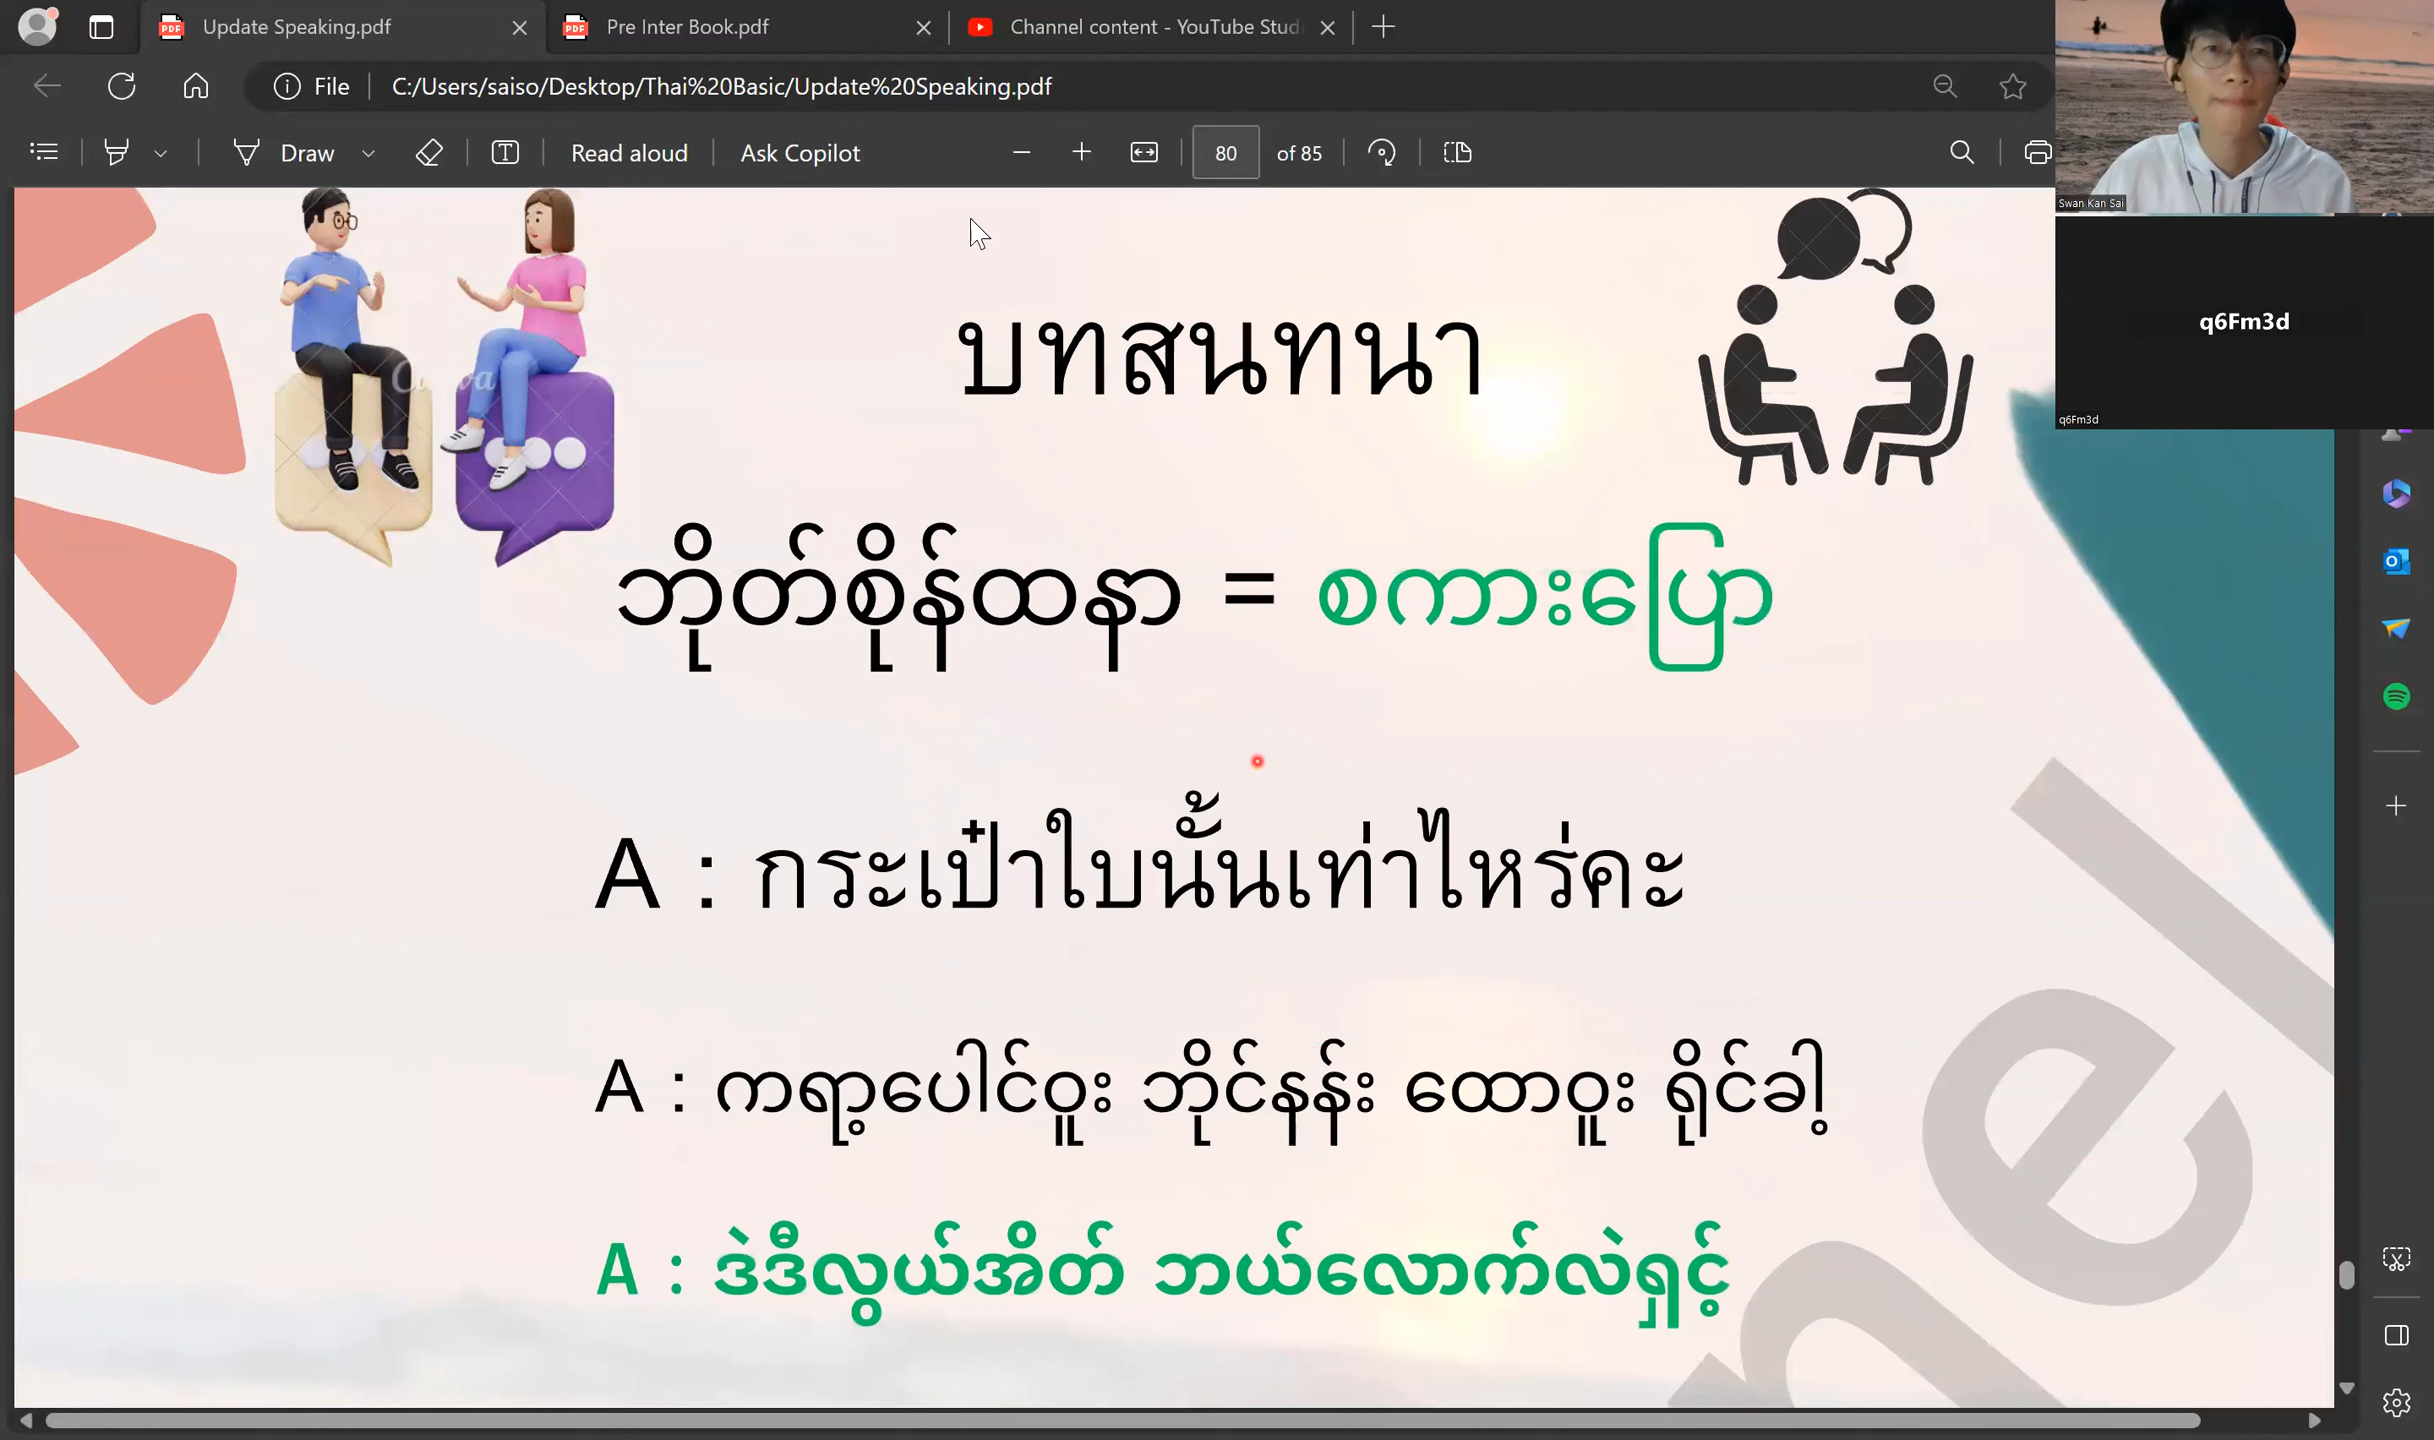 Update Speaking.pdf
Pre Inter Book.pdf
Channel content - YouTube Studi
File
C:/Users/saiso/Desktop/Thai%20Basic/Update%20Speaking.pdf
Draw
Read aloud
Ask Copilot
80 of 85
Swan Kan Sai
q6Fm3d
q6Fm3d
บทสนทนา
ဘိုတ်စိုန်ထနာ = စကားပြော
A : กระเป๋าใบนั้นเท่าไหร่คะ
A : ကရာ့ပေါင်ဝူး ဘိုင်နန်း ထောဝူး ရိုင်ခါ့
A : ဒဲဒီလွယ်အိတ် ဘယ်လောက်လဲရှင့်
nel